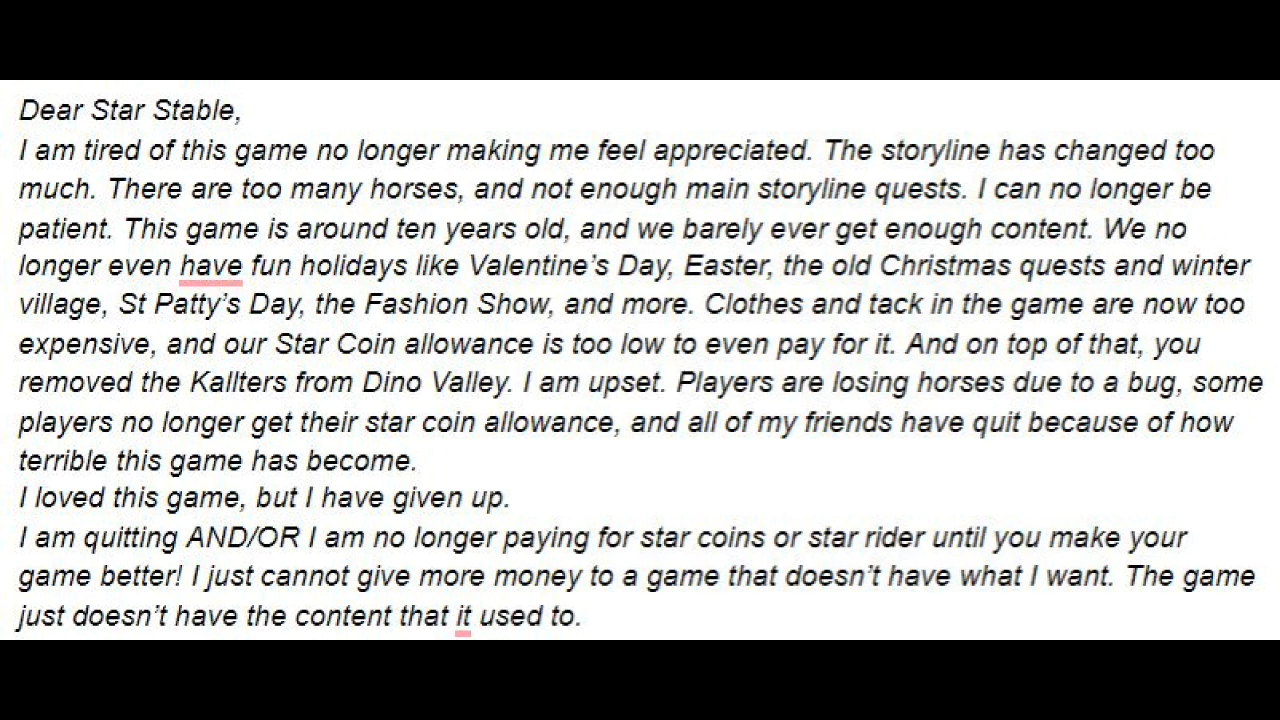 Dear Star Stable,
I am tired of this game no longer making me feel appreciated. The storyline has changed too
much. There are too many horses, and not enough main storyline quests. I can no longer be
patient. This game is around ten years old, and we barely ever get enough content. We no
longer even have fun holidays like Valentine’s Day, Easter, the old Christmas quests and winter
village, St Patty’s Day, the Fashion Show, and more. Clothes and tack in the game are now too
expensive, and our Star Coin allowance is too low to even pay for it. And on top of that, you
removed the Kallters from Dino Valley. I am upset. Players are losing horses due to a bug, some
players no longer get their star coin allowance, and all of my friends have quit because of how
terrible this game has become.
I loved this game, but I have given up.
I am quitting AND/OR I am no longer paying for star coins or star rider until you make your
game better! I just cannot give more money to a game that doesn’t have what I want. The game
just doesn’t have the content that it used to.